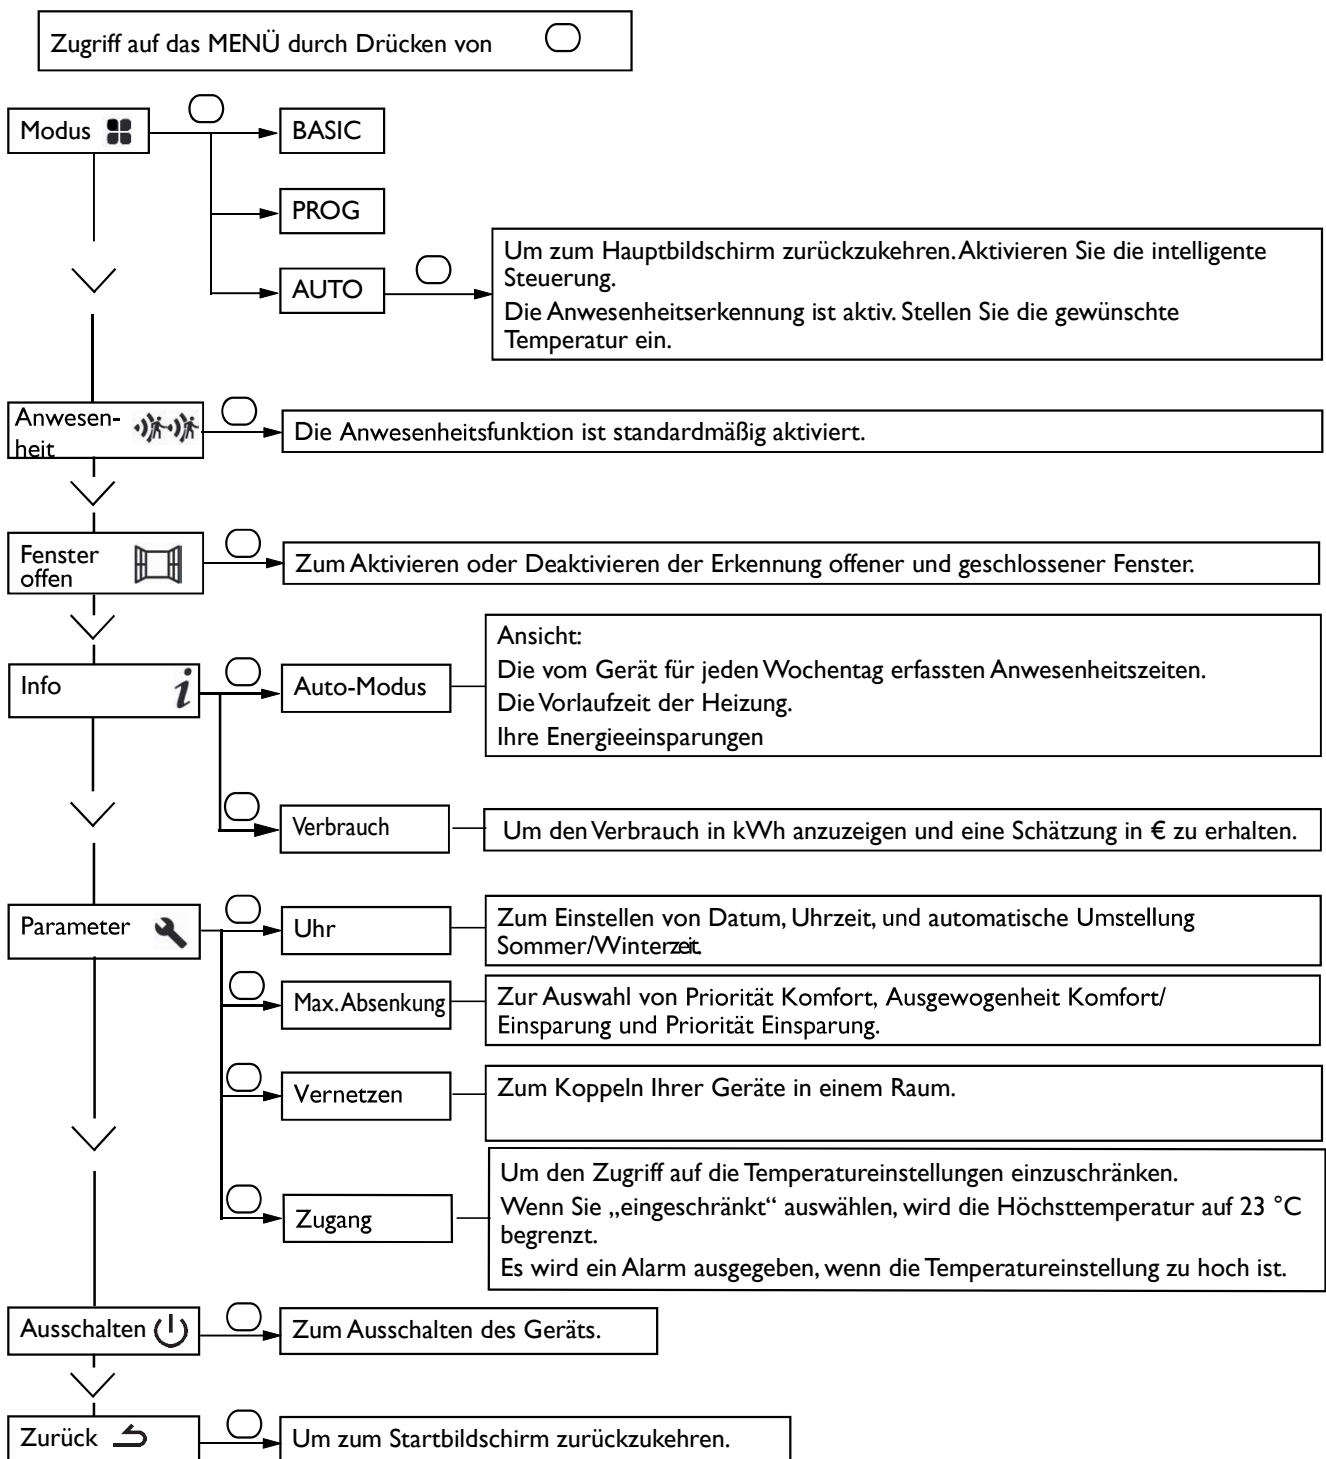 Zugriff auf das MENÜ durch Drücken von
Modus
BASIC
PROG
AUTO
Um zum Hauptbildschirm zurückzukehren. Aktivieren Sie die intelligente
Steuerung.
Die Anwesenheitserkennung ist aktiv. Stellen Sie die gewünschte
Temperatur ein.
Anwesen-
heit
Die Anwesenheitsfunktion ist standardmäßig aktiviert.
Fenster
offen
Zum Aktivieren oder Deaktivieren der Erkennung offener und geschlossener Fenster.
Info
i
Auto-Modus
Ansicht:
Die vom Gerät für jeden Wochentag erfassten Anwesenheitszeiten.
Die Vorlaufzeit der Heizung.
Ihre Energieeinsparungen
Verbrauch
Um den Verbrauch in kWh anzuzeigen und eine Schätzung in € zu erhalten.
Parameter
Uhr
Zum Einstellen von Datum, Uhrzeit, und automatische Umstellung
Sommer/Winterzeit.
Max. Absenkung
Zur Auswahl von Priorität Komfort, Ausgewogenheit Komfort/
Einsparung und Priorität Einsparung.
Vernetzen
Zum Koppeln Ihrer Geräte in einem Raum.
Zugang
Um den Zugriff auf die Temperatureinstellungen einzuschränken.
Wenn Sie „eingeschränkt“ auswählen, wird die Höchsttemperatur auf 23 °C
begrenzt.
Es wird ein Alarm ausgegeben, wenn die Temperatureinstellung zu hoch ist.
Ausschalten
Zum Ausschalten des Geräts.
Zurück
Um zum Startbildschirm zurückzukehren.